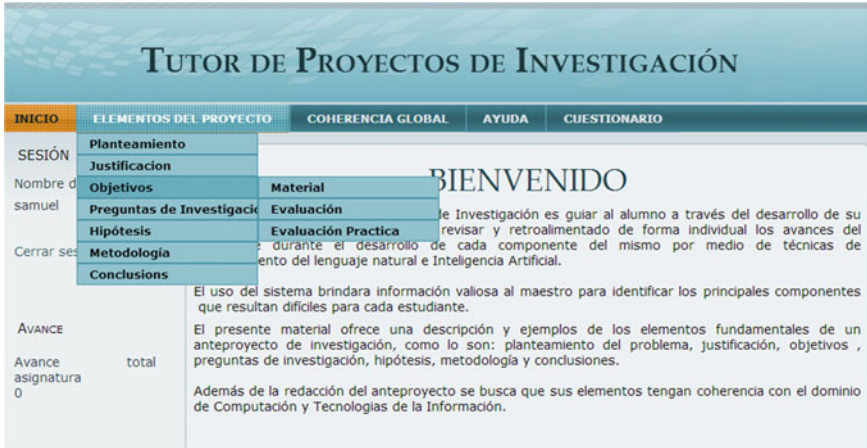 TUTOR DE PROYECTOS DE INVESTIGACIÓN
INICIO ELEMENTOS DEL PROYECTO COHERENCIA GLOBAL AYUDA CUESTIONARIO
SESIÓN
Nombre d
samuel
Cerrar ses
AVANCE
Avance total
asignatura
0
Planteamiento
Justificacion
Objetivos
Preguntas de Investigació
Hipótesis
Metodología
Conclusions
Material
Evaluación
Evaluación Practica
BIENVENIDO
de Investigación es guiar al alumno a través del desarrollo de su
revisar y retroalimentado de forma individual los avances del
durante el desarrollo de cada componente del mismo por medio de técnicas de
ento del lenguaje natural e Inteligencia Artificial.
El uso del sistema brindara información valiosa al maestro para identificar los principales componentes
que resultan difíciles para cada estudiante.
El presente material ofrece una descripción y ejemplos de los elementos fundamentales de un
anteproyecto de investigación, como lo son: planteamiento del problema, justificación, objetivos ,
preguntas de investigación, hipótesis, metodología y conclusiones.
Además de la redacción del anteproyecto se busca que sus elementos tengan coherencia con el dominio
de Computación y Tecnologias de la Información.